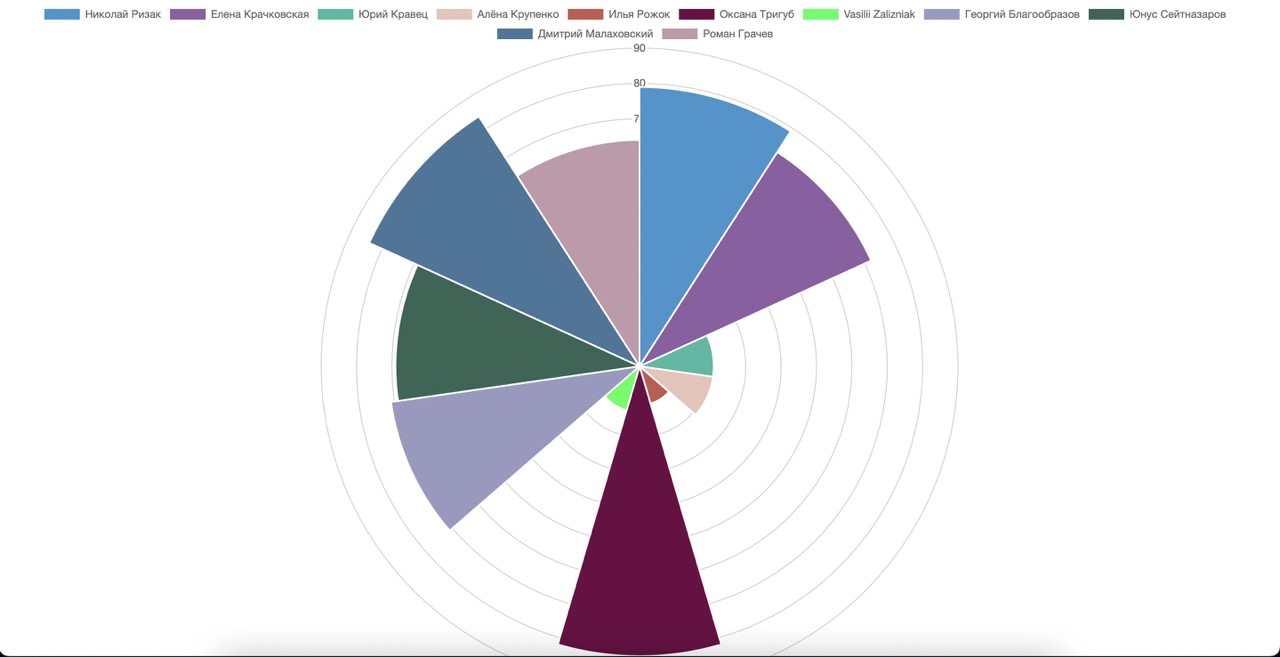 Николай Ризак Елена Крачковская Юрий Кравец Алёна Крупенко Илья Рожок Оксана Тригуб Vasilii Zalizniak Георгий Благообразов Юнус Сейтназаров
Дмитрий Малаховский Роман Грачев
90
80
7